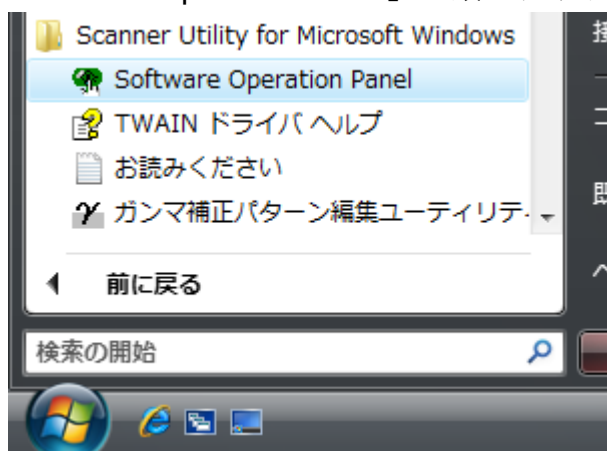 Scanner Utility for Microsoft Windows
Software Operation Panel
TWAIN ドライバ ヘルプ
お読みください
ガンマ補正パターン編集ユーティリティ
前に戻る
検索の開始